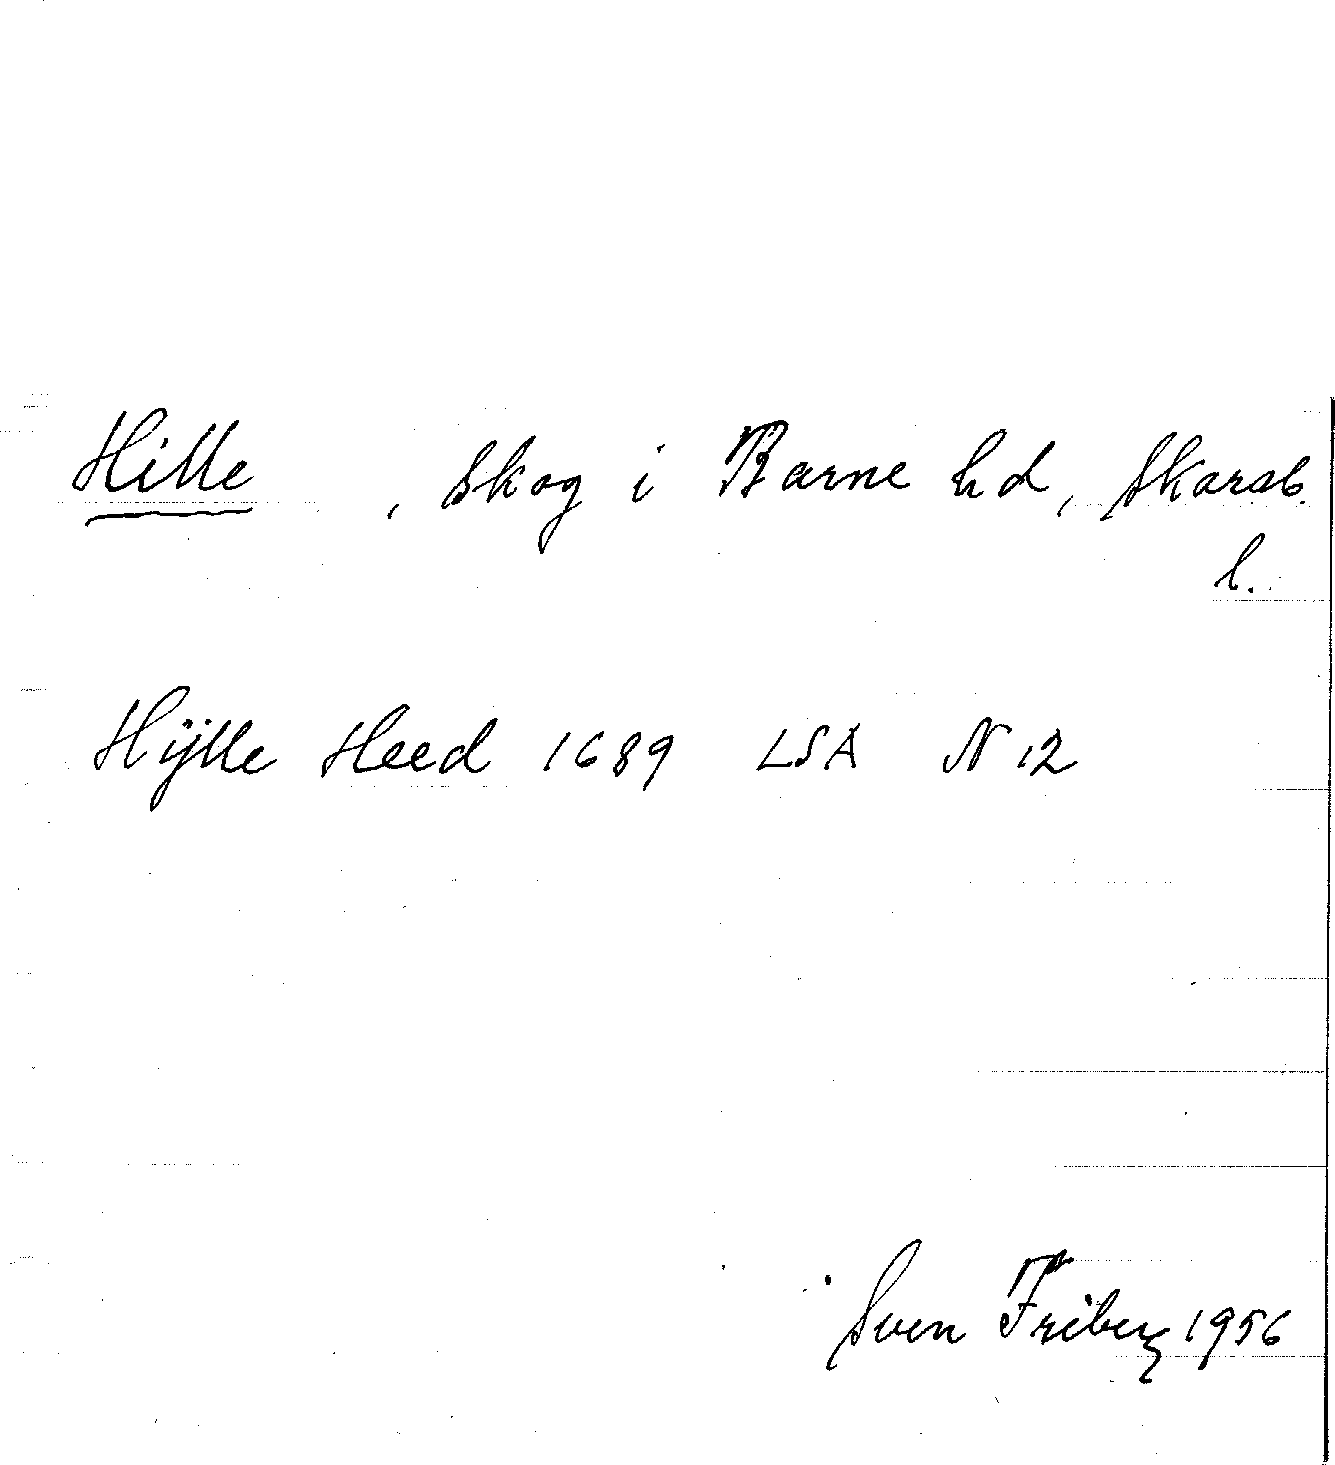 Hille , skog i Barne hd, Skarab.
l.
Hijlle Heed 1689 LSA N 12
Sven Friberg 1956